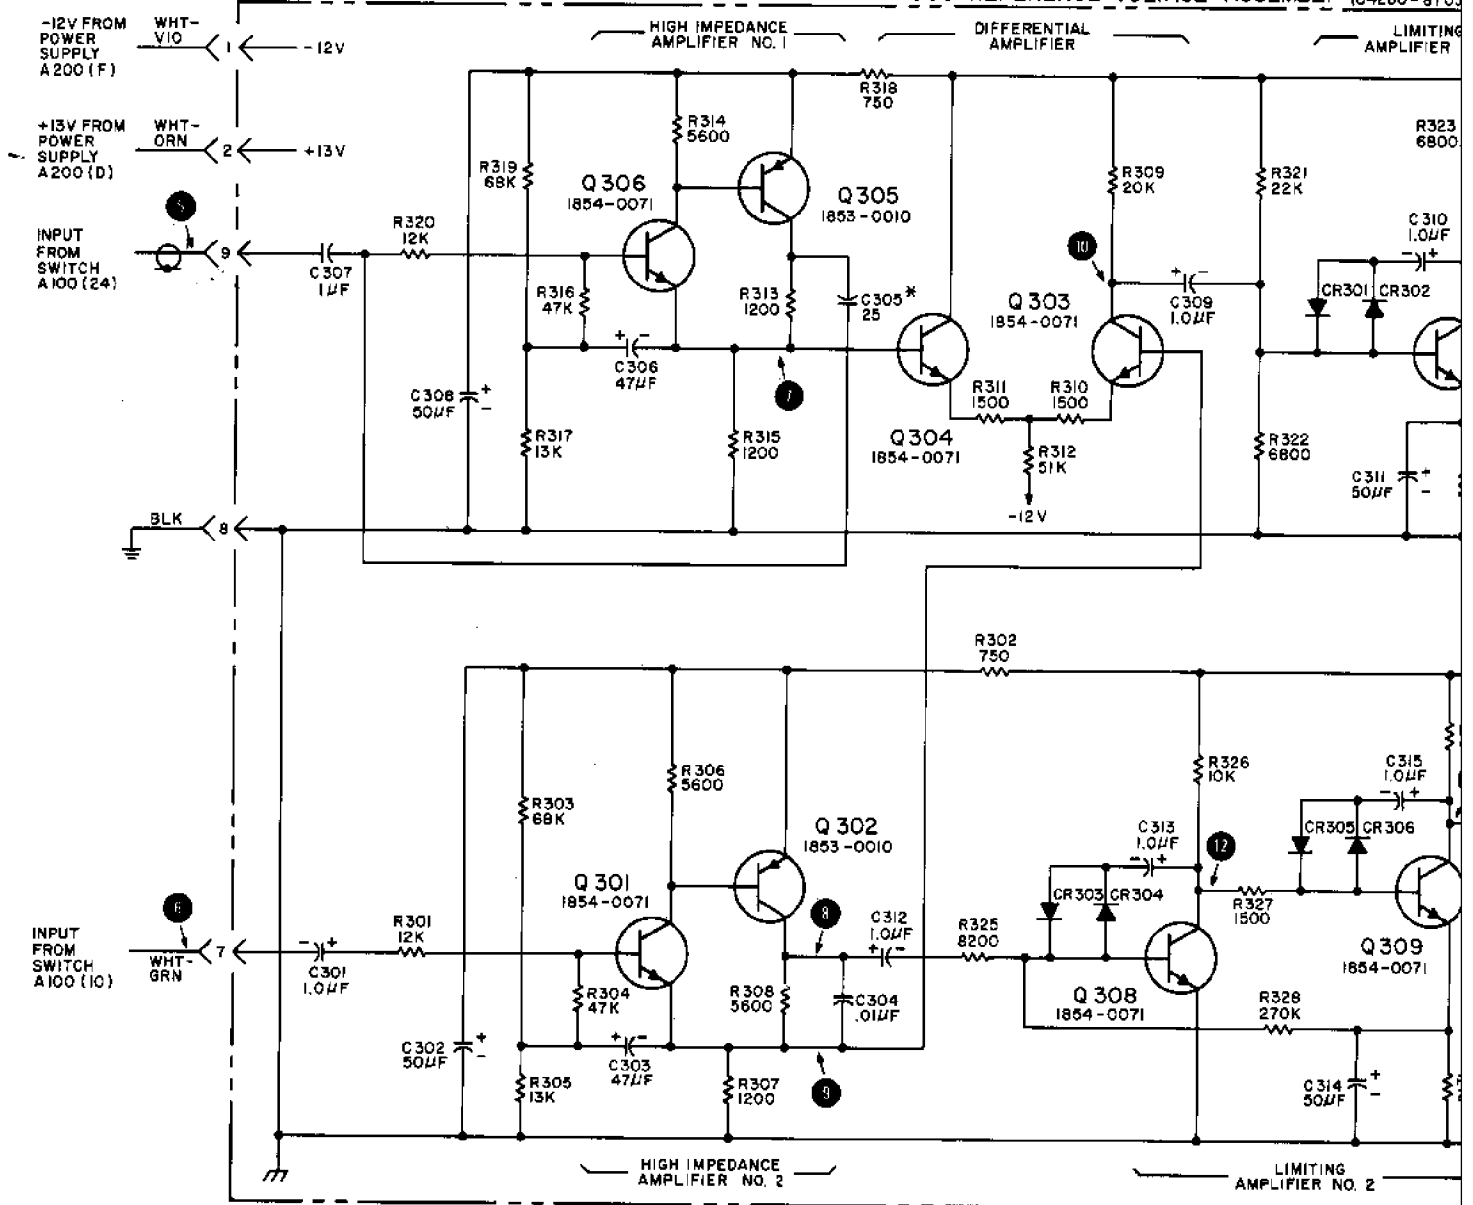 -12V FROM
POWER
SUPPLY
A200 (F)
WHT-
VIO
1
-12V
HIGH IMPEDANCE
AMPLIFIER NO. 1
DIFFERENTIAL
AMPLIFIER
LIMITING
AMPLIFIER
+13V FROM
POWER
SUPPLY
A200 (D)
WHT-
ORN
2
+13V
R318
750
R314
5600
R319
68K
Q306
1854-0071
Q305
1853-0010
R309
20K
R321
22K
R323
6800
5
INPUT
FROM
SWITCH
A100 (24)
9
C307
1µF
R320
12K
R316
47K
R313
1200
C305*
25
10
Q303
1854-0071
C309
1.0µF
C310
1.0µF
CR301
CR302
C306
47µF
7
C308
50µF
R317
13K
R315
1200
Q304
1854-0071
R311
1500
R310
1500
R312
51K
-12V
R322
6800
C311
50µF
BLK
8
R302
750
R306
5600
R303
68K
Q302
1853-0010
R326
10K
C313
1.0µF
C315
1.0µF
CR305
CR306
12
Q301
1854-0071
6
INPUT
FROM
SWITCH
A100 (10)
WHT-
GRN
7
C301
1.0µF
R301
12K
R304
47K
8
C312
1.0µF
R325
8200
CR303
CR304
R327
1500
Q309
1854-0071
R308
5600
C304
.01µF
Q308
1854-0071
R328
270K
C302
50µF
C303
47µF
R305
13K
R307
1200
9
C314
50µF
HIGH IMPEDANCE
AMPLIFIER NO. 2
LIMITING
AMPLIFIER NO. 2